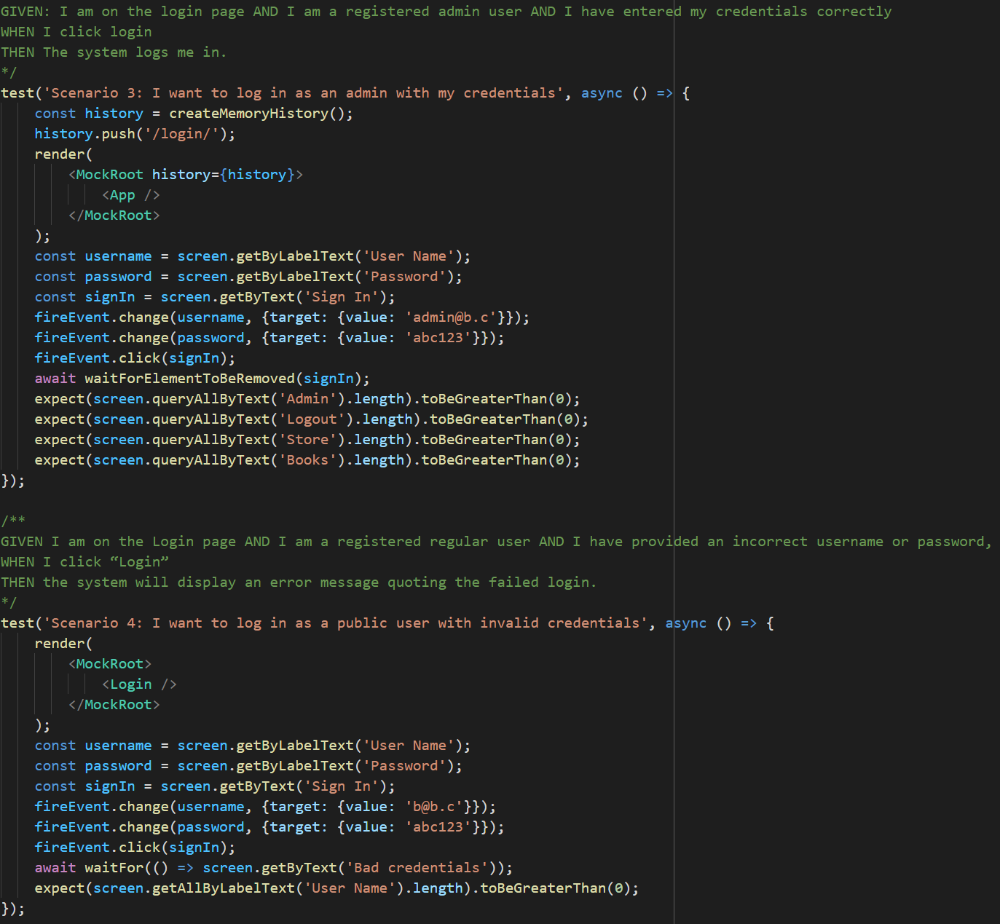 GIVEN: I am on the login page AND I am a registered admin user AND I have entered my credentials correctly
WHEN I click login
THEN The system logs me in.
*/
test('Scenario 3: I want to log in as an admin with my credentials', async () => {
    const history = createMemoryHistory();
    history.push('/login/');
    render(
        <MockRoot history={history}>
            <App />
        </MockRoot>
    );
    const username = screen.getByLabelText('User Name');
    const password = screen.getByLabelText('Password');
    const signIn = screen.getByText('Sign In');
    fireEvent.change(username, {target: {value: 'admin@b.c'}});
    fireEvent.change(password, {target: {value: 'abc123'}});
    fireEvent.click(signIn);
    await waitForElementToBeRemoved(signIn);
    expect(screen.queryAllByText('Admin').length).toBeGreaterThan(0);
    expect(screen.queryAllByText('Logout').length).toBeGreaterThan(0);
    expect(screen.queryAllByText('Store').length).toBeGreaterThan(0);
    expect(screen.queryAllByText('Books').length).toBeGreaterThan(0);
});

/**
GIVEN I am on the Login page AND I am a registered regular user AND I have provided an incorrect username or password,
WHEN I click “Login”
THEN the system will display an error message quoting the failed login.
*/
test('Scenario 4: I want to log in as a public user with invalid credentials', async () => {
    render(
        <MockRoot>
            <Login />
        </MockRoot>
    );
    const username = screen.getByLabelText('User Name');
    const password = screen.getByLabelText('Password');
    const signIn = screen.getByText('Sign In');
    fireEvent.change(username, {target: {value: 'b@b.c'}});
    fireEvent.change(password, {target: {value: 'abc123'}});
    fireEvent.click(signIn);
    await waitFor(() => screen.getByText('Bad credentials'));
    expect(screen.getAllByLabelText('User Name').length).toBeGreaterThan(0);
});